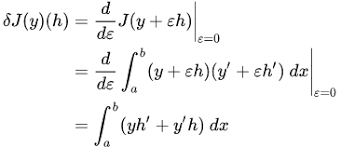 δJ(y)(h) = d/dε J(y + εh)|_{ε=0}
= d/dε ∫_a^b (y + εh)(y′ + εh′) dx|_{ε=0}
= ∫_a^b (yh′ + y′h) dx